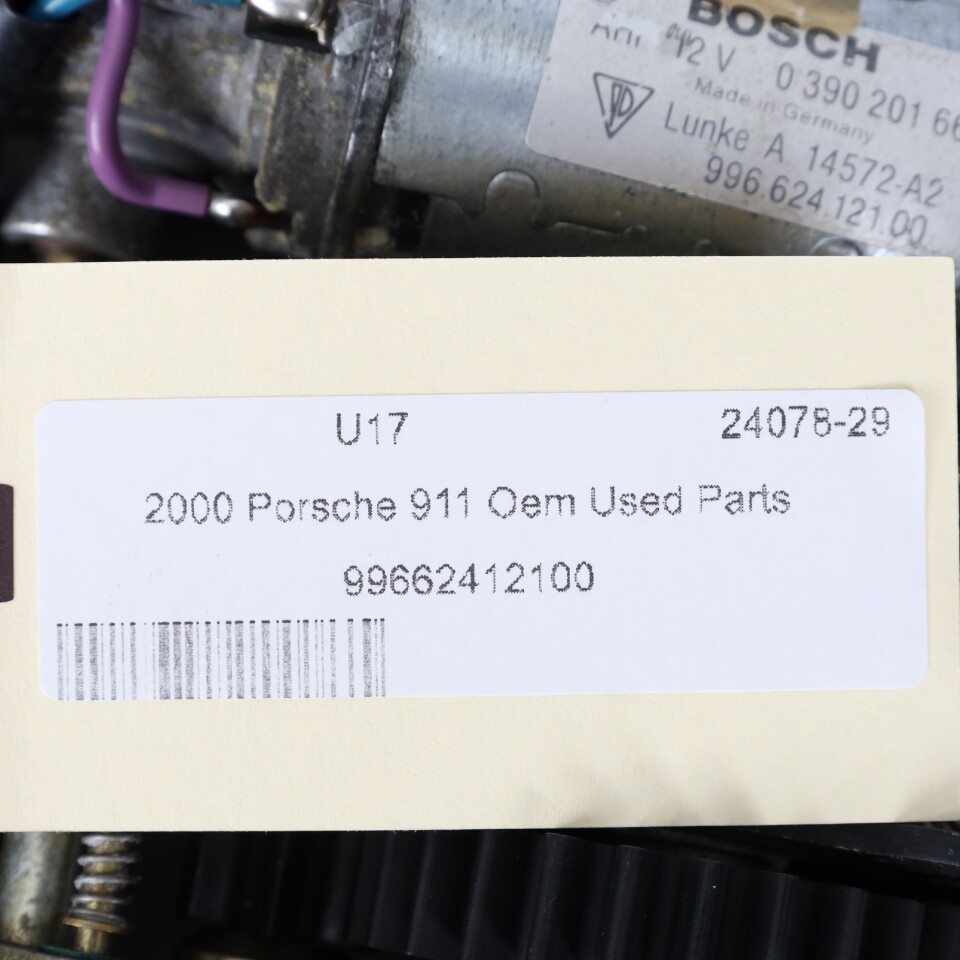 BOSCH
12 V 0 390 201 66
Made in Germany
Lunke A 14572-A2
996.624.121.00
U17 24078-29
2000 Porsche 911 Oem Used Parts
99662412100